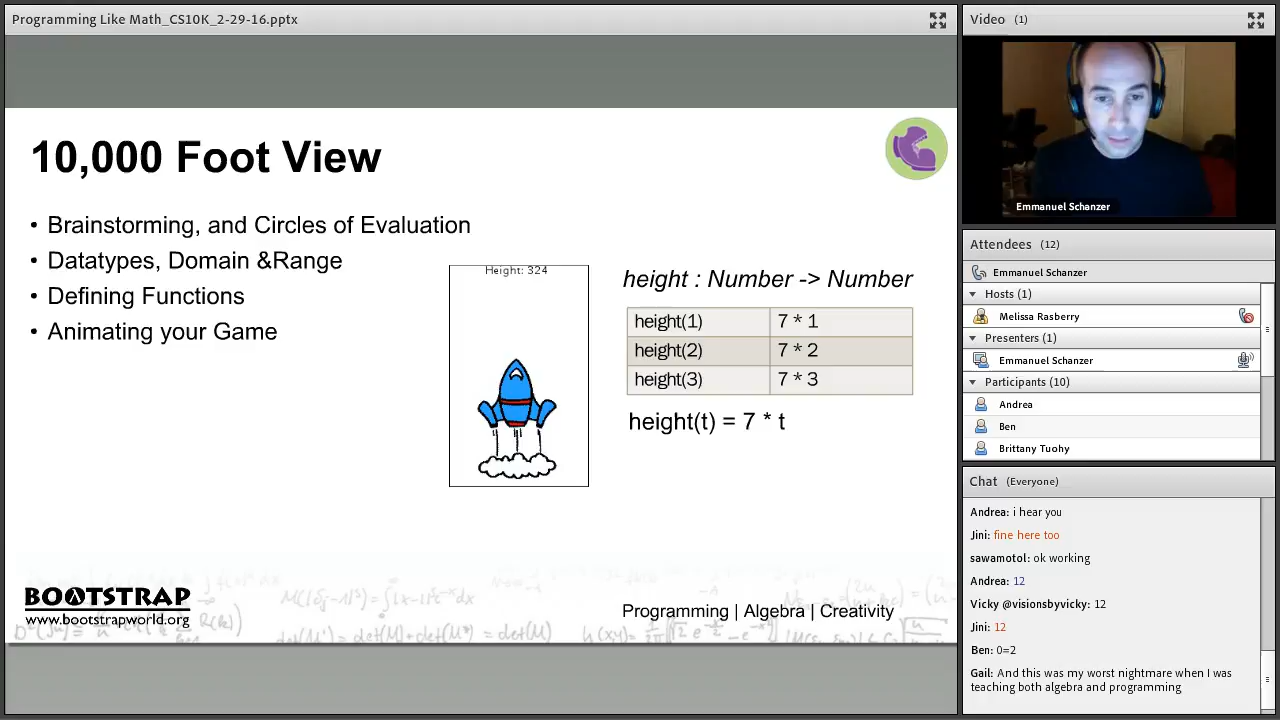 Programming Like Math_CS10K_2-29-16.pptx
10,000 Foot View
• Brainstorming, and Circles of Evaluation
• Datatypes, Domain &Range
• Defining Functions
• Animating your Game
Height: 324
height : Number -> Number
height(1) 7 * 1
height(2) 7 * 2
height(3) 7 * 3
height(t) = 7 * t
BOOTSTRAP
www.bootstrapworld.org
Programming | Algebra | Creativity
Video (1)
Emmanuel Schanzer
Attendees (12)
Emmanuel Schanzer
Hosts (1)
Melissa Rasberry
Presenters (1)
Emmanuel Schanzer
Participants (10)
Andrea
Ben
Brittany Tuohy
Chat (Everyone)
Andrea: i hear you
Jini: fine here too
sawamotol: ok working
Andrea: 12
Vicky @visionsbyvicky: 12
Jini: 12
Ben: 0=2
Gail: And this was my worst nightmare when I was
teaching both algebra and programming